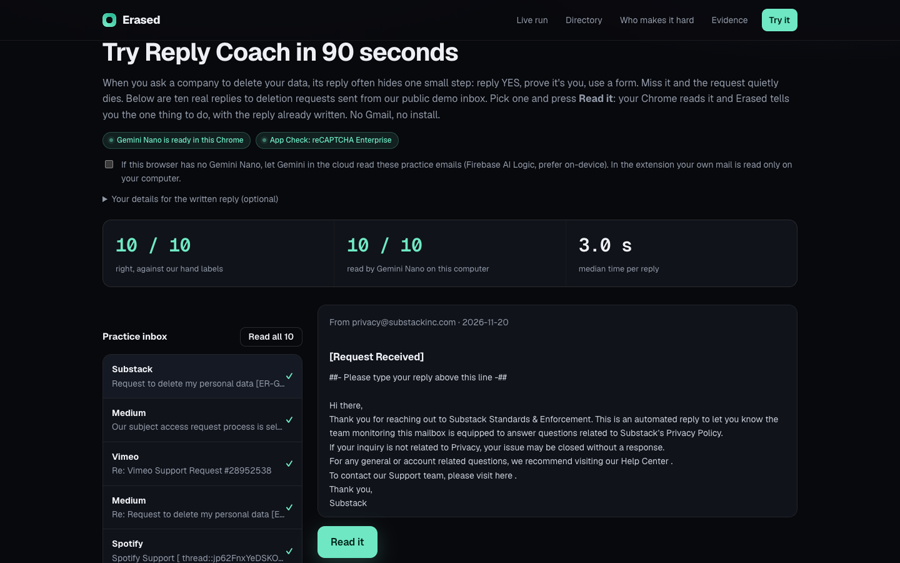 Erased
Live run
Directory
Who makes it hard
Evidence
Try it
Try Reply Coach in 90 seconds
When you ask a company to delete your data, its reply often hides one small step: reply YES, prove it's you, use a form. Miss it and the request quietly
dies. Below are ten real replies to deletion requests sent from our public demo inbox. Pick one and press Read it: your Chrome reads it and Erased tells
you the one thing to do, with the reply already written. No Gmail, no install.
Gemini Nano is ready in this Chrome
App Check: reCAPTCHA Enterprise
If this browser has no Gemini Nano, let Gemini in the cloud read these practice emails (Firebase AI Logic, prefer on-device). In the extension your own mail is read only on
your computer.
Your details for the written reply (optional)
10 / 10
right, against our hand labels
10 / 10
read by Gemini Nano on this computer
3.0 s
median time per reply
Practice inbox
Read all 10
Substack
Request to delete my personal data [ER-G...
Medium
Our subject access request process is sel...
Vimeo
Re: Vimeo Support Request #28952538
Medium
Re: Request to delete my personal data [E...
Spotify
Spotify Support [ thread::jp62FnxYeDSKO...
From privacy@substackinc.com · 2026-11-20
[Request Received]
##- Please type your reply above this line -##
Hi there,
Thank you for reaching out to Substack Standards & Enforcement. This is an automated reply to let you know the
team monitoring this mailbox is equipped to answer questions related to Substack's Privacy Policy.
If your inquiry is not related to Privacy, your issue may be closed without a response.
For any general or account related questions, we recommend visiting our Help Center .
To contact our Support team, please visit here .
Thank you,
Substack
Read it